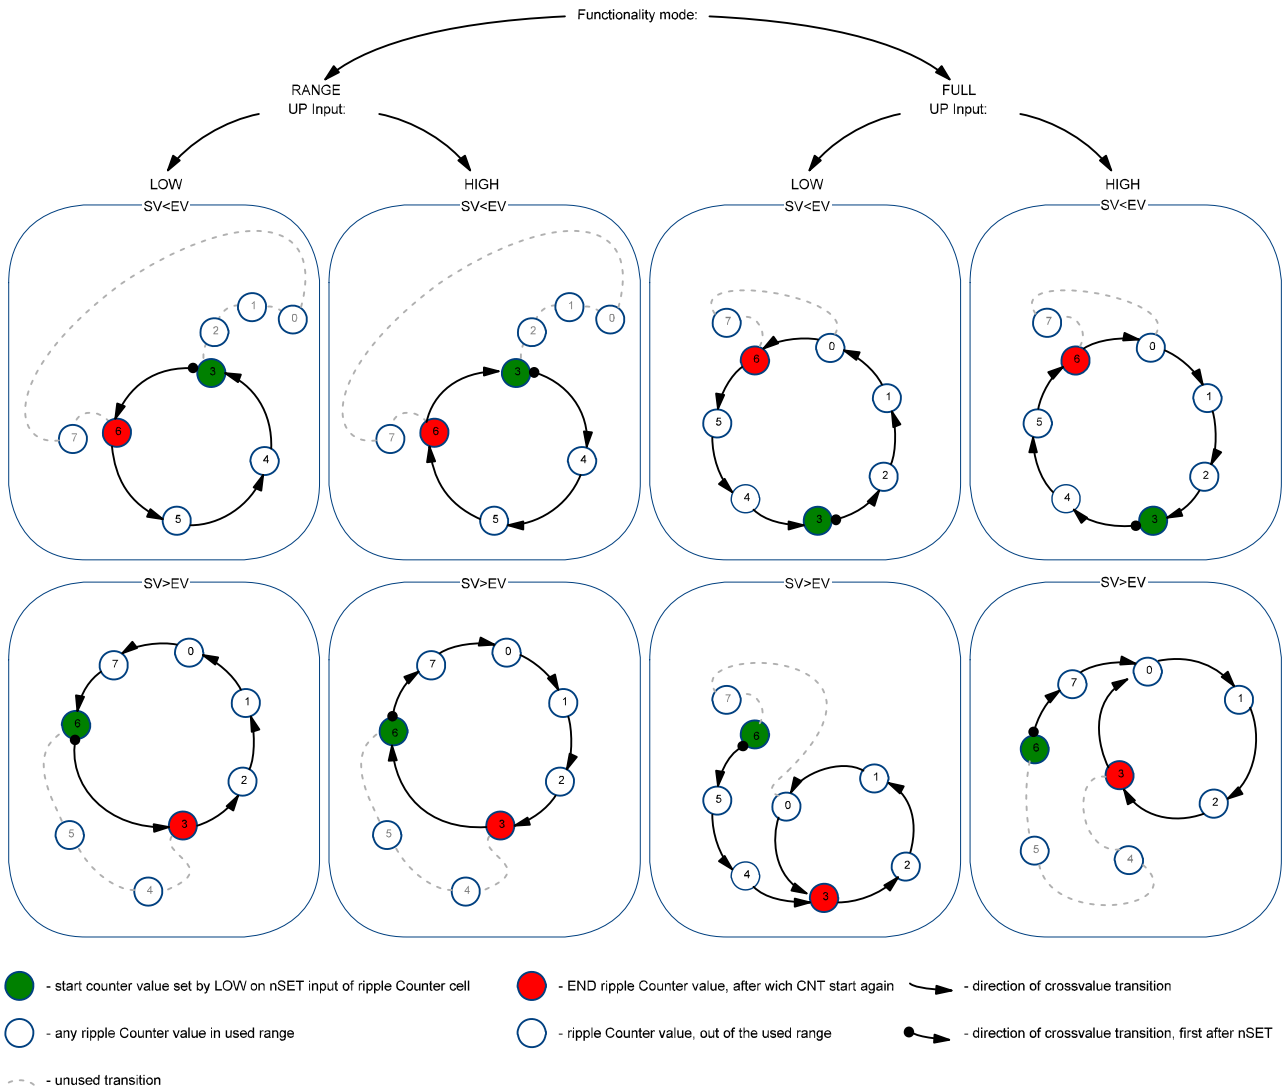 Functionality mode:
RANGE
UP Input:
FULL
UP Input:
LOW
HIGH
LOW
HIGH
SV<EV
SV<EV
SV<EV
SV<EV
0
1
2
3
4
5
6
7
0
1
2
3
4
5
6
7
0
1
2
3
4
5
6
7
0
1
2
3
4
5
6
7
SV>EV
SV>EV
SV>EV
SV>EV
0
1
2
3
4
5
6
7
0
1
2
3
4
5
6
7
0
1
2
3
4
5
6
7
0
1
2
3
4
5
6
7
- start counter value set by LOW on nSET input of ripple Counter cell
- END ripple Counter value, after wich CNT start again
- direction of crossvalue transition
- any ripple Counter value in used range
- ripple Counter value, out of the used range
- direction of crossvalue transition, first after nSET
- unused transition